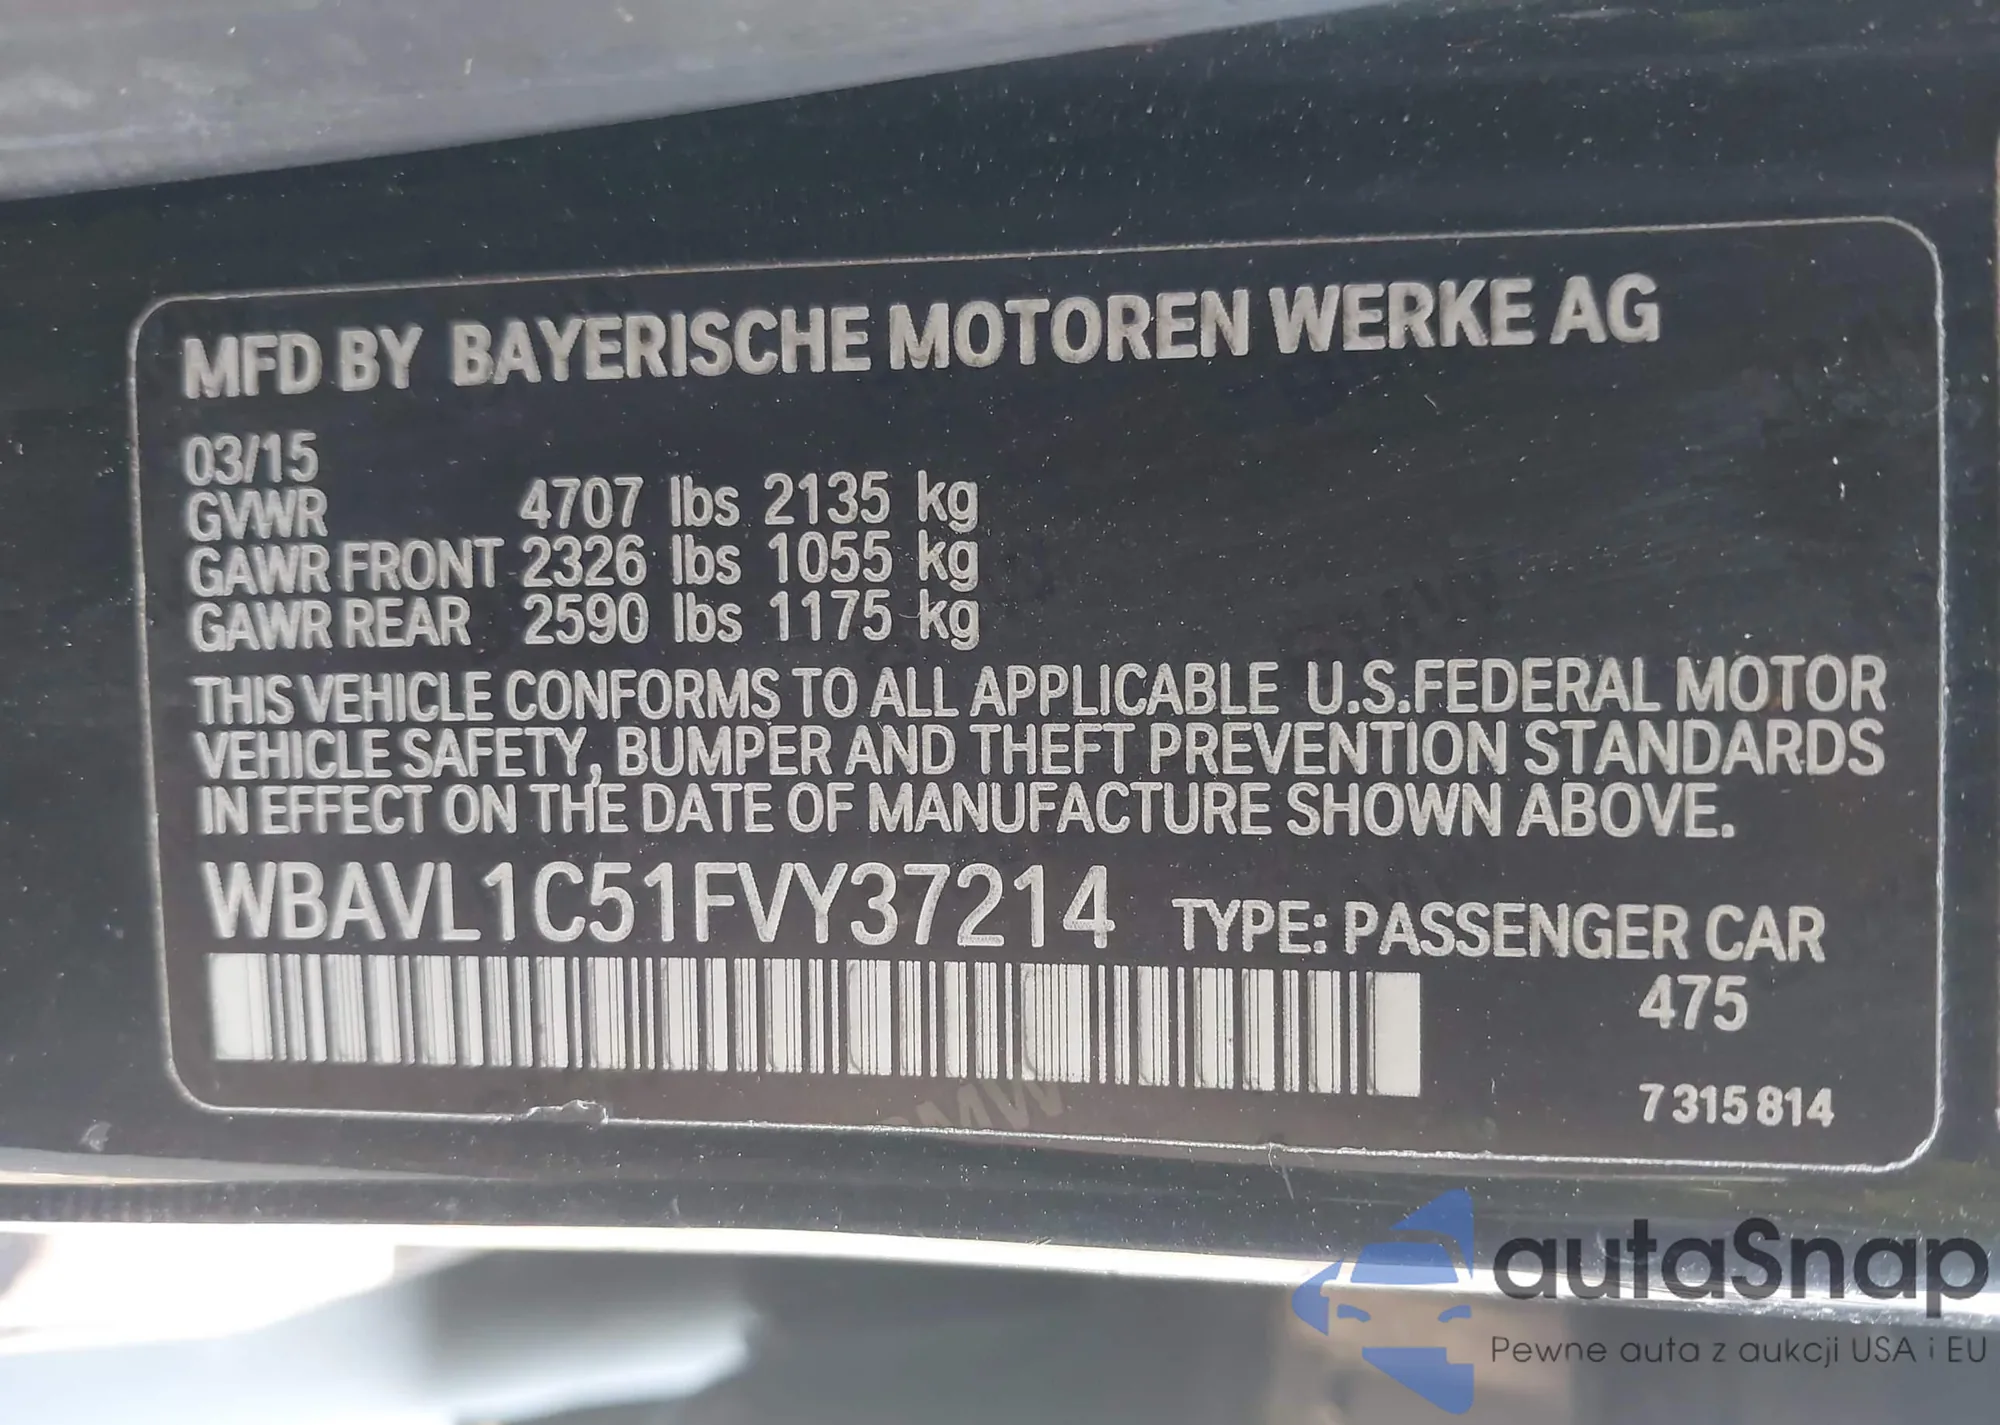 MFD BY BAYERISCHE MOTOREN WERKE AG
03/15
GVWR 4707 lbs 2135 kg
GAWR FRONT 2326 lbs 1055 kg
GAWR REAR 2590 lbs 1175 kg
THIS VEHICLE CONFORMS TO ALL APPLICABLE U.S.FEDERAL MOTOR
VEHICLE SAFETY, BUMPER AND THEFT PREVENTION STANDARDS
IN EFFECT ON THE DATE OF MANUFACTURE SHOWN ABOVE.
WBAVL1C51FVY37214 TYPE: PASSENGER CAR
475
7 315 814
BMW
autaSnap
Pewne auta z aukcji USA i EU